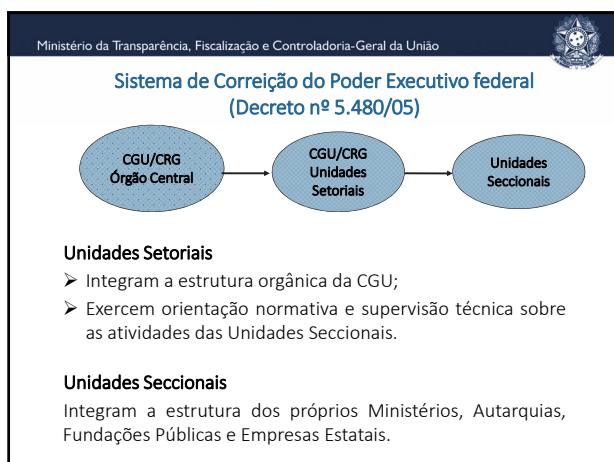 Ministério da Transparência, Fiscalização e Controladoria-Geral da União
Sistema de Correição do Poder Executivo federal
(Decreto nº 5.480/05)
CGU/CRG
Órgão Central
CGU/CRG
Unidades
Setoriais
Unidades
Seccionais
Unidades Setoriais
➢ Integram a estrutura orgânica da CGU;
➢ Exercem orientação normativa e supervisão técnica sobre
as atividades das Unidades Seccionais.
Unidades Seccionais
Integram a estrutura dos próprios Ministérios, Autarquias,
Fundações Públicas e Empresas Estatais.